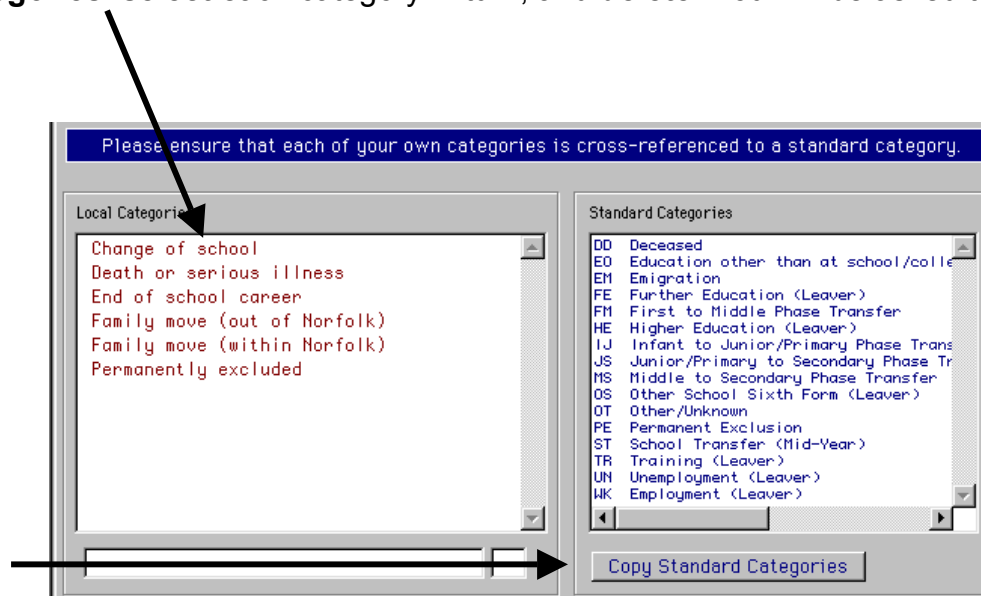 Please ensure that each of your own categories is cross-referenced to a standard category.
Local Categorie
Change of school
Death or serious illness
End of school career
Family move (out of Norfolk)
Family move (within Norfolk)
Permanently excluded
Standard Categories
DD Deceased
EO Education other than at school/colle
EM Emigration
FE Further Education (Leaver)
FM First to Middle Phase Transfer
HE Higher Education (Leaver)
IJ Infant to Junior/Primary Phase Trans
JS Junior/Primary to Secondary Phase Tr
MS Middle to Secondary Phase Transfer
OS Other School Sixth Form (Leaver)
OT Other/Unknown
PE Permanent Exclusion
ST School Transfer (Mid-Year)
TR Training (Leaver)
UN Unemployment (Leaver)
WK Employment (Leaver)
Copy Standard Categories